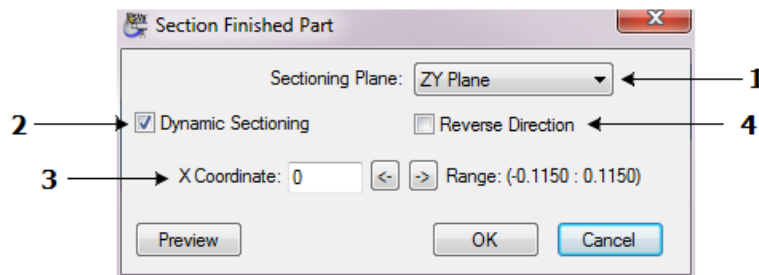 Section Finished Part
Sectioning Plane: ZY Plane 1
2 Dynamic Sectioning Reverse Direction 4
3 X Coordinate: 0 <- -> Range: (-0.1150 : 0.1150)
Preview OK Cancel